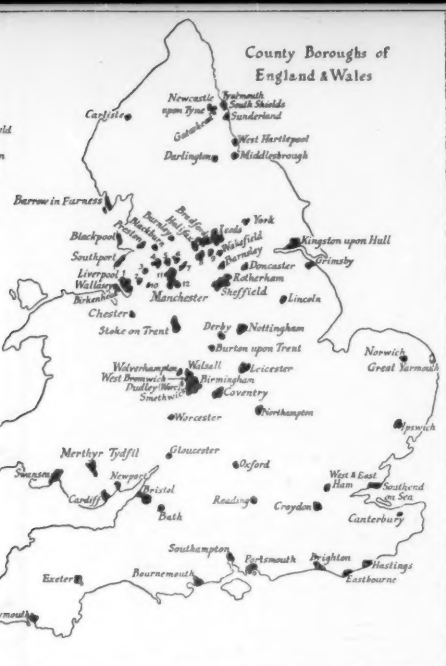 County Boroughs of
England & Wales
Newcastle
upon Tyne
Tynemouth
South Shields
Sunderland
Gateshead
Carlisle
West Hartlepool
Darlington
Middlesbrough
Barrow in Furness
Blackpool
Preston
Blackburn
Burnley
Halifax
Bradford
Leeds
York
Wakefield
Kingston upon Hull
Southport
Barnsley
Doncaster
Grimsby
Liverpool
Wallasey
Birkenhead
Manchester
Rotherham
Sheffield
Lincoln
Chester
Stoke on Trent
Derby
Nottingham
Burton upon Trent
Norwich
Great Yarmouth
Wolverhampton
Walsall
Leicester
West Bromwich
Birmingham
Dudley (Worc)
Smethwick
Coventry
Worcester
Northampton
Ipswich
Merthyr Tydfil
Gloucester
Oxford
Swansea
Newport
Cardiff
Bristol
Bath
Reading
West & East
Ham
Croydon
Southend
on Sea
Canterbury
Southampton
Portsmouth
Brighton
Hastings
Eastbourne
Exeter
Bournemouth
ymouth